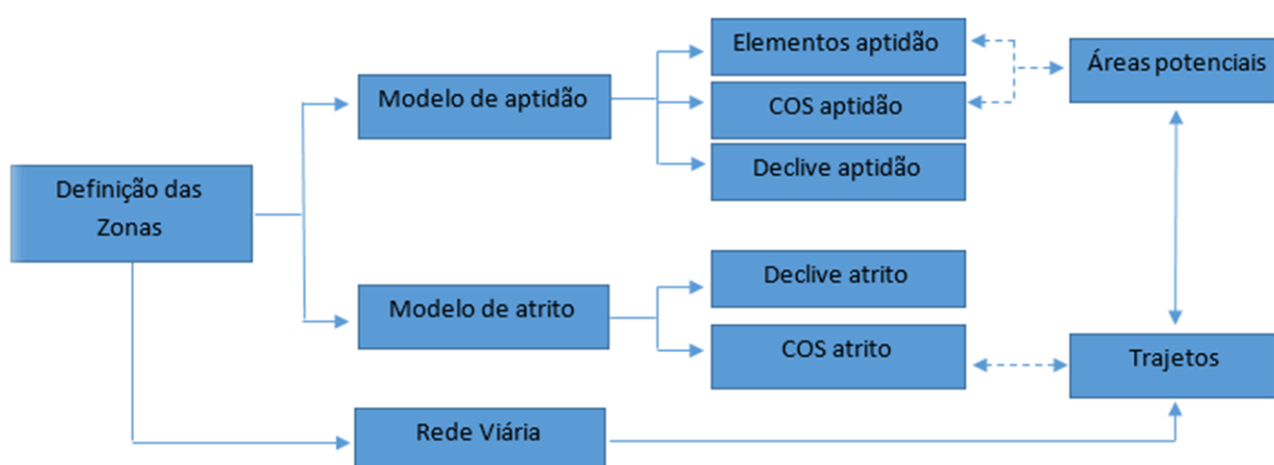 Elementos aptidão
Áreas potenciais
Modelo de aptidão
COS aptidão
Declive aptidão
Definição das
Zonas
Declive atrito
Modelo de atrito
COS atrito
Trajetos
Rede Viária